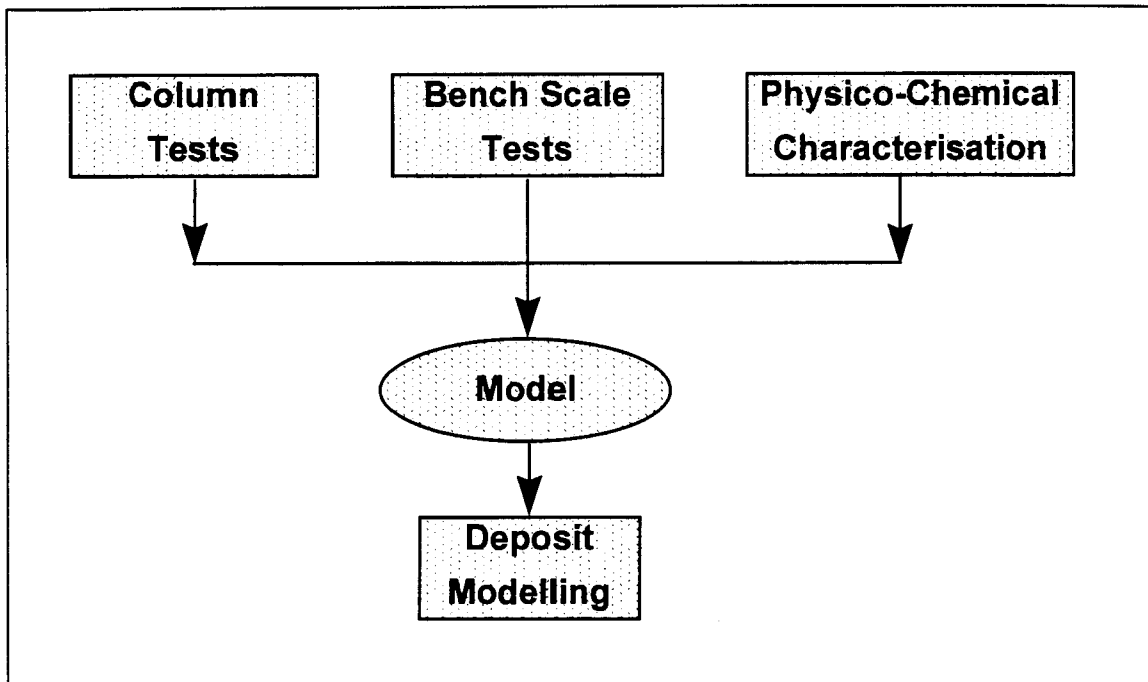 Column
Tests
Bench Scale
Tests
Physico-Chemical
Characterisation
Model
Deposit
Modelling